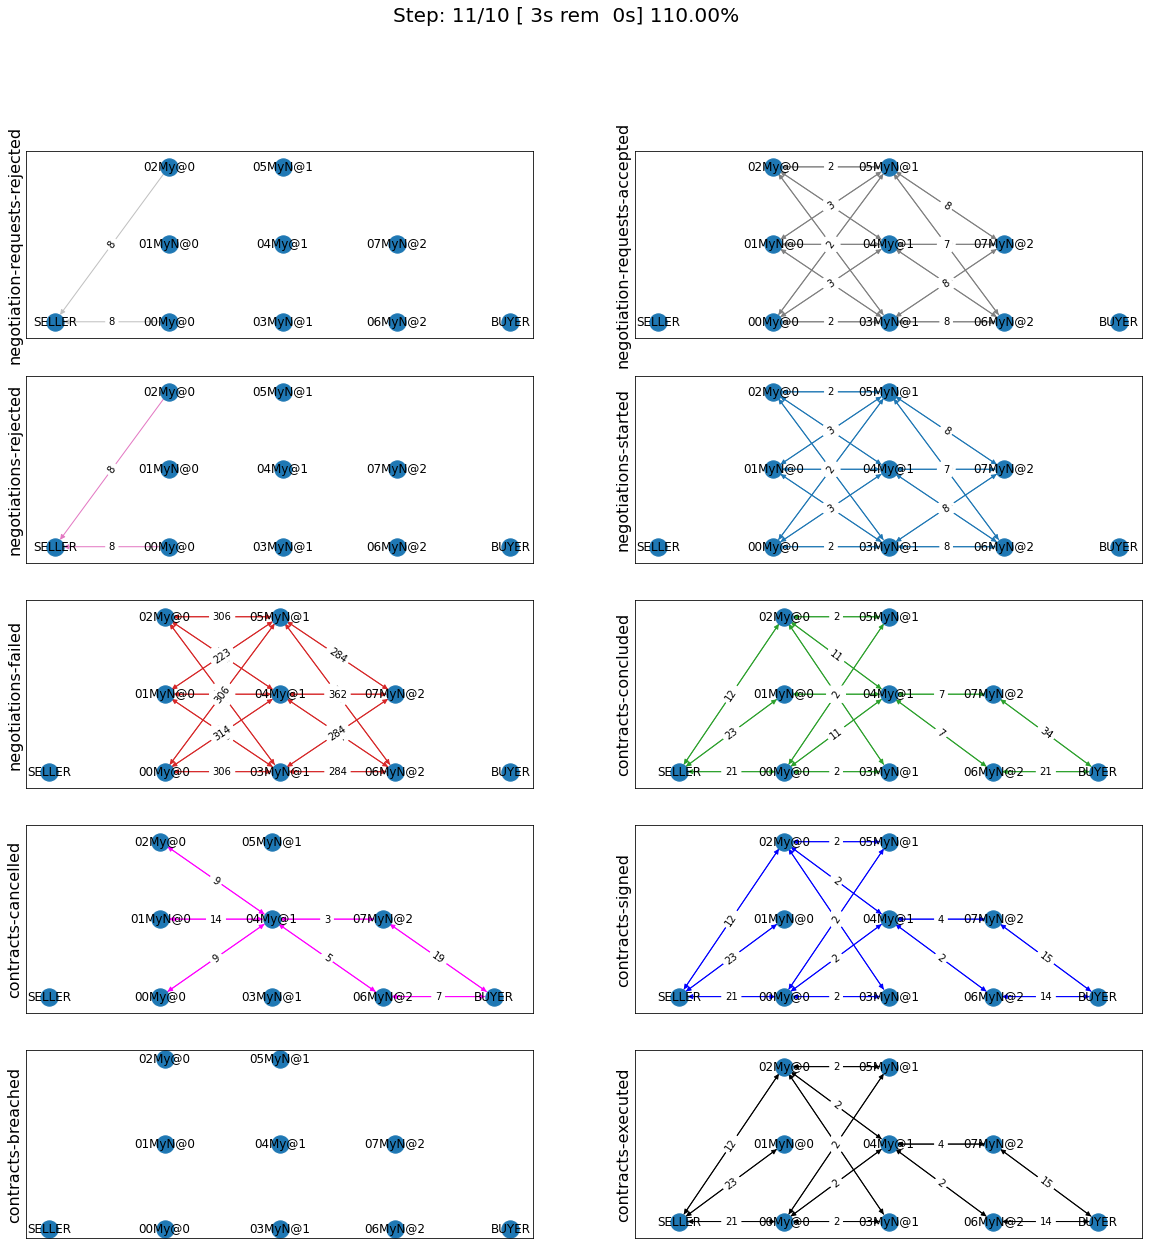 Step: 11/10 [ 3s rem  0s] 110.00%
negotiation-requests-rejected
02My@0 05MyN@1
8
01MyN@0 04My@1 07MyN@2
SELLER 8 00My@0 03MyN@1 06MyN@2 BUYER
negotiation-requests-accepted
02My@0 2 05MyN@1
3 8
01MyN@0 2 04My@1 7 07MyN@2
3 8
SELLER 00My@0 2 03MyN@1 8 06MyN@2 BUYER
negotiations-rejected
02My@0 05MyN@1
8
01MyN@0 04My@1 07MyN@2
SELLER 8 00My@0 03MyN@1 06MyN@2 BUYER
negotiations-started
02My@0 2 05MyN@1
3 8
01MyN@0 2 04My@1 7 07MyN@2
3 8
SELLER 00My@0 2 03MyN@1 8 06MyN@2 BUYER
negotiations-failed
02My@0 306 05MyN@1
223 284
01MyN@0 306 04My@1 362 07MyN@2
314 284
SELLER 00My@0 306 03MyN@1 284 06MyN@2 BUYER
contracts-concluded
02My@0 2 05MyN@1
11
12 01MyN@0 2 04My@1 7 07MyN@2
23 11 7 34
SELLER 21 00My@0 2 03MyN@1 06MyN@2 21 BUYER
contracts-cancelled
02My@0 05MyN@1
9
01MyN@0 14 04My@1 3 07MyN@2
9 5 19
SELLER 00My@0 03MyN@1 06MyN@2 7 BUYER
contracts-signed
02My@0 2 05MyN@1
2
12 01MyN@0 2 04My@1 4 07MyN@2
23 2 2 15
SELLER 21 00My@0 2 03MyN@1 06MyN@2 14 BUYER
contracts-breached
02My@0 05MyN@1
01MyN@0 04My@1 07MyN@2
SELLER 00My@0 03MyN@1 06MyN@2 BUYER
contracts-executed
02My@0 2 05MyN@1
2
12 01MyN@0 2 04My@1 4 07MyN@2
23 2 2 15
SELLER 21 00My@0 2 03MyN@1 06MyN@2 14 BUYER